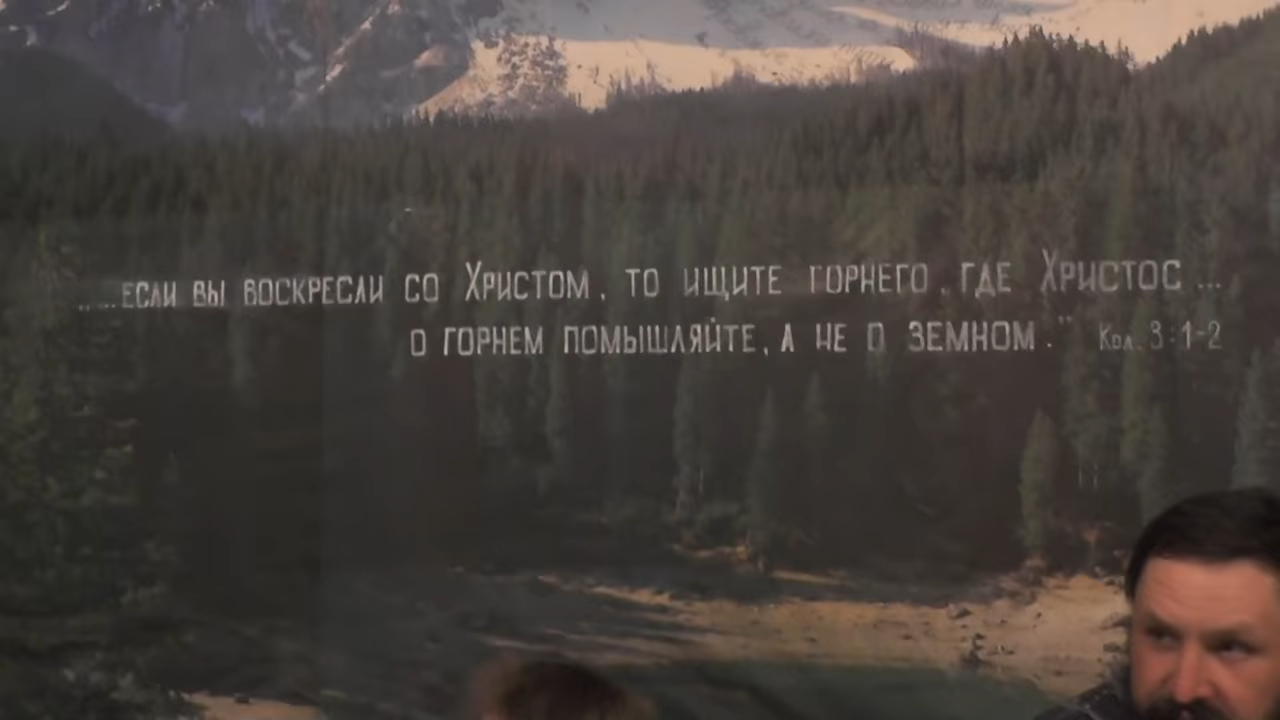 „...если вы воскресли со Христом, то ищите горнего, где Христос...
о горнем помышляйте, а не о земном." Кол. 3:1-2